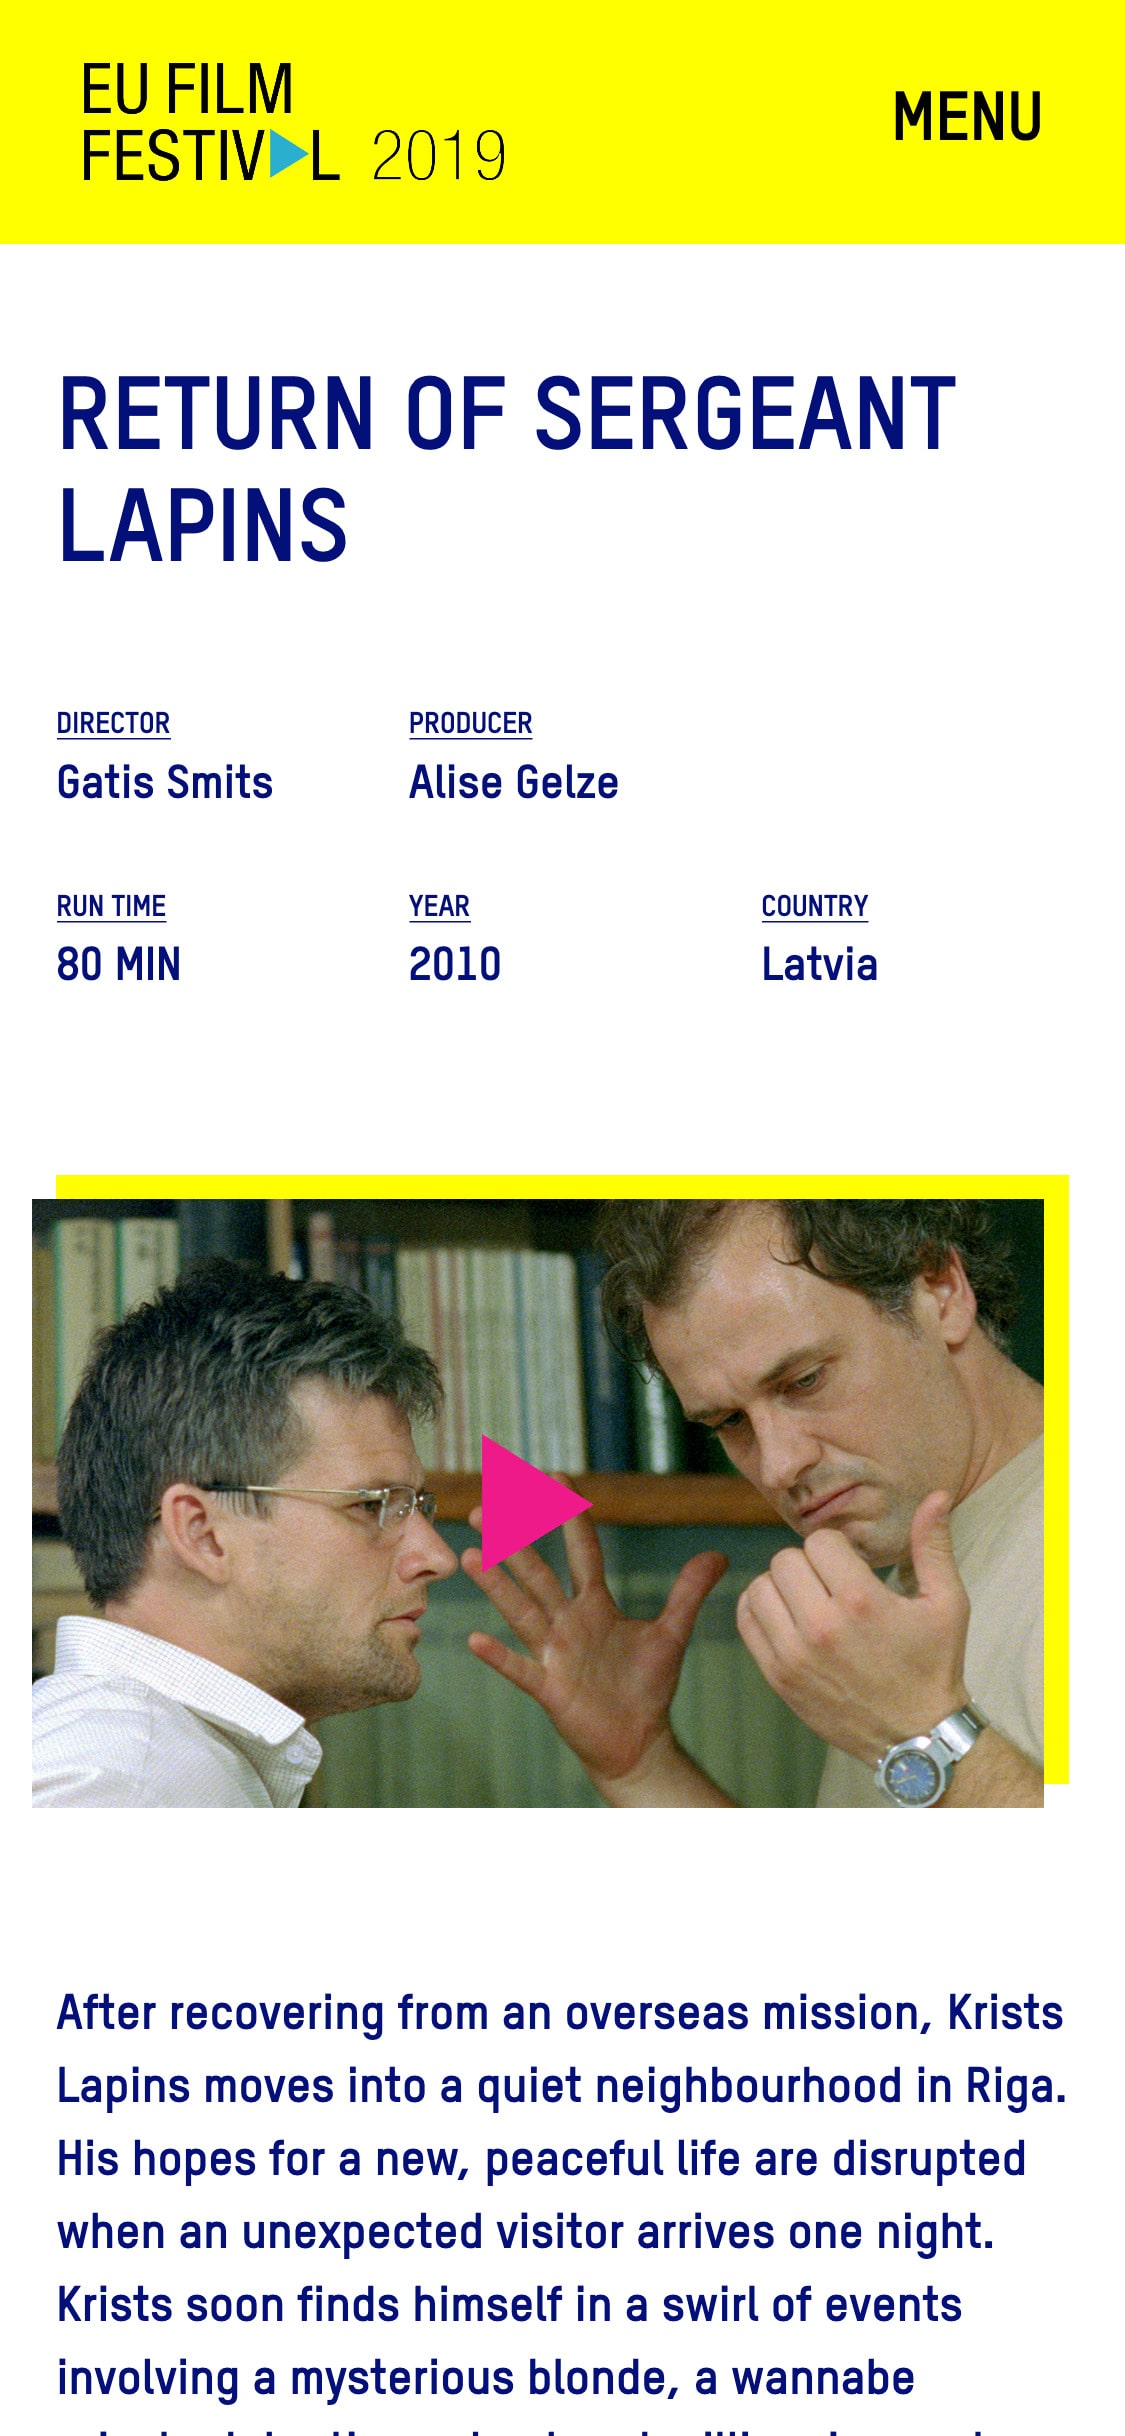 EU FILM
FESTIVAL 2019
MENU
RETURN OF SERGEANT
LAPINS
DIRECTOR
Gatis Smits
PRODUCER
Alise Gelze
RUN TIME
80 MIN
YEAR
2010
COUNTRY
Latvia
After recovering from an overseas mission, Krists
Lapins moves into a quiet neighbourhood in Riga.
His hopes for a new, peaceful life are disrupted
when an unexpected visitor arrives one night.
Krists soon finds himself in a swirl of events
involving a mysterious blonde, a wannabe